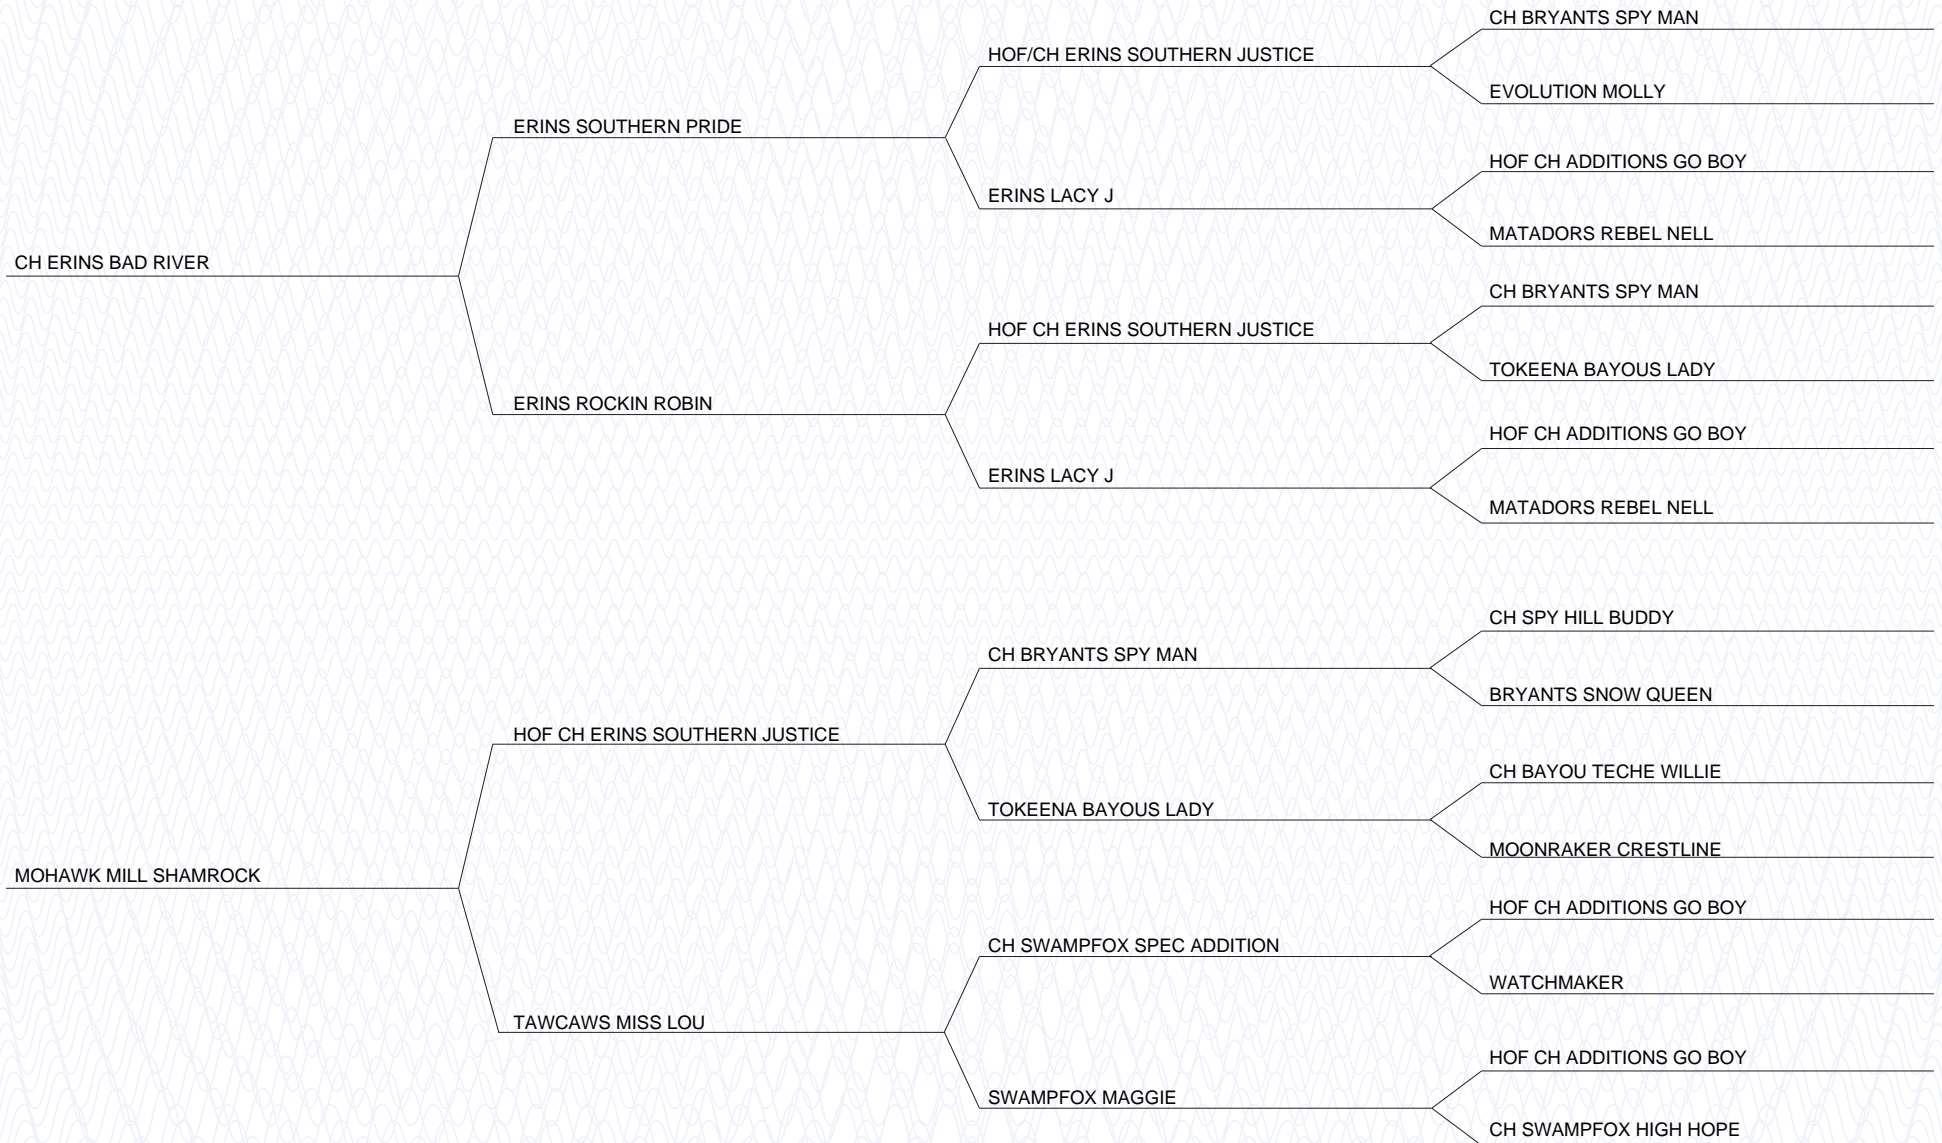 CH BRYANTS SPY MAN
HOF/CH ERINS SOUTHERN JUSTICE
EVOLUTION MOLLY
ERINS SOUTHERN PRIDE
HOF CH ADDITIONS GO BOY
ERINS LACY J
MATADORS REBEL NELL
CH ERINS BAD RIVER
CH BRYANTS SPY MAN
HOF CH ERINS SOUTHERN JUSTICE
TOKEENA BAYOUS LADY
ERINS ROCKIN ROBIN
HOF CH ADDITIONS GO BOY
ERINS LACY J
MATADORS REBEL NELL
CH SPY HILL BUDDY
CH BRYANTS SPY MAN
BRYANTS SNOW QUEEN
HOF CH ERINS SOUTHERN JUSTICE
CH BAYOU TECHE WILLIE
TOKEENA BAYOUS LADY
MOONRAKER CRESTLINE
MOHAWK MILL SHAMROCK
HOF CH ADDITIONS GO BOY
CH SWAMPFOX SPEC ADDITION
WATCHMAKER
TAWCAWS MISS LOU
HOF CH ADDITIONS GO BOY
SWAMPFOX MAGGIE
CH SWAMPFOX HIGH HOPE